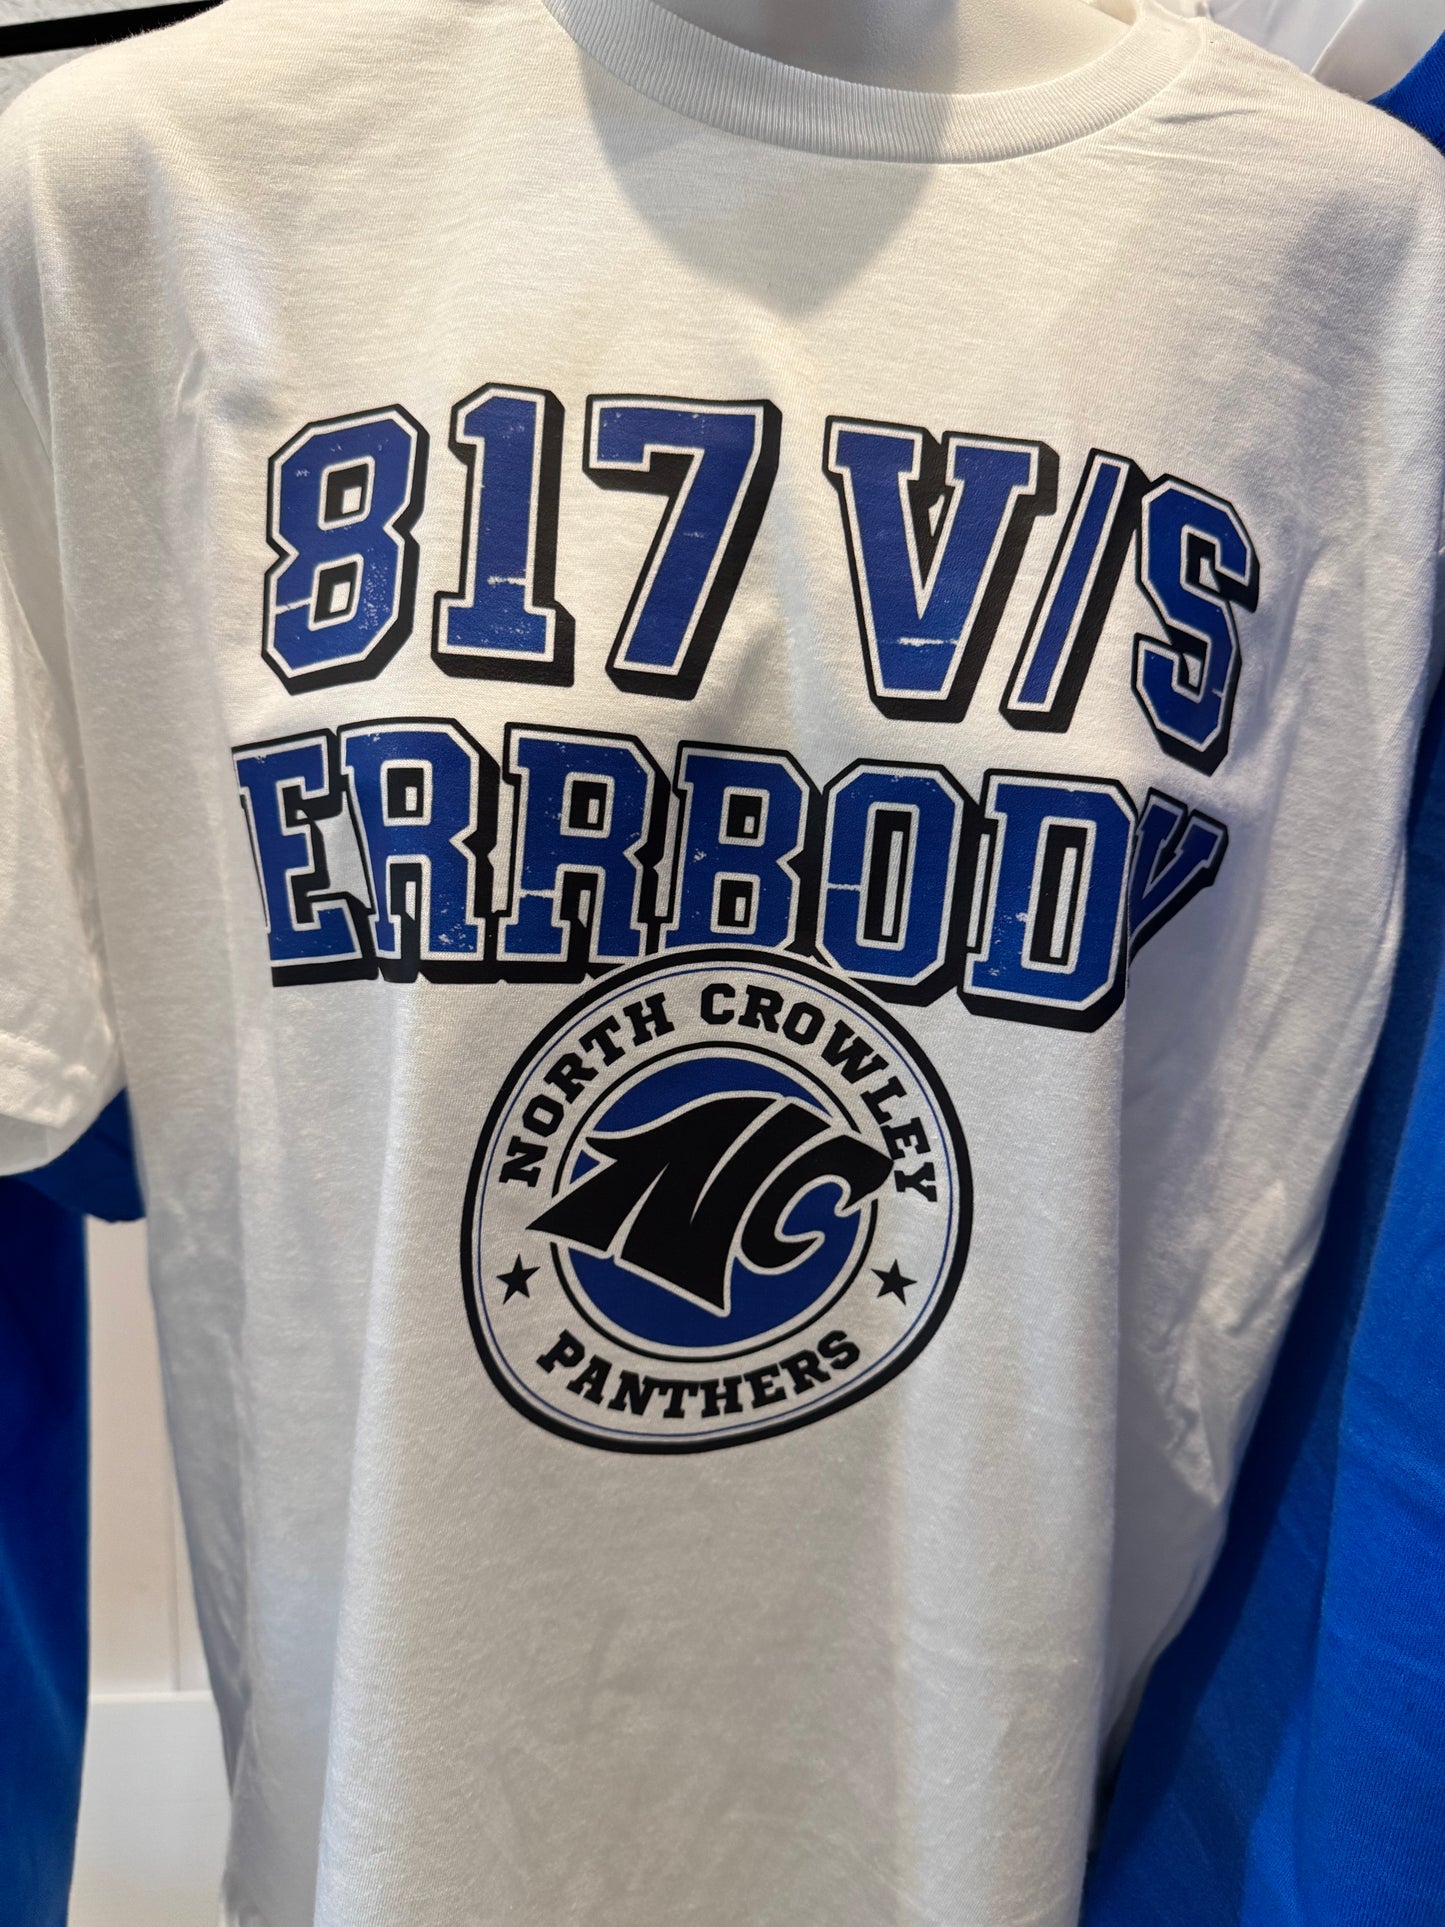 817 V/S
ERRBODY
NORTH CROWLEY
NC
PANTHERS